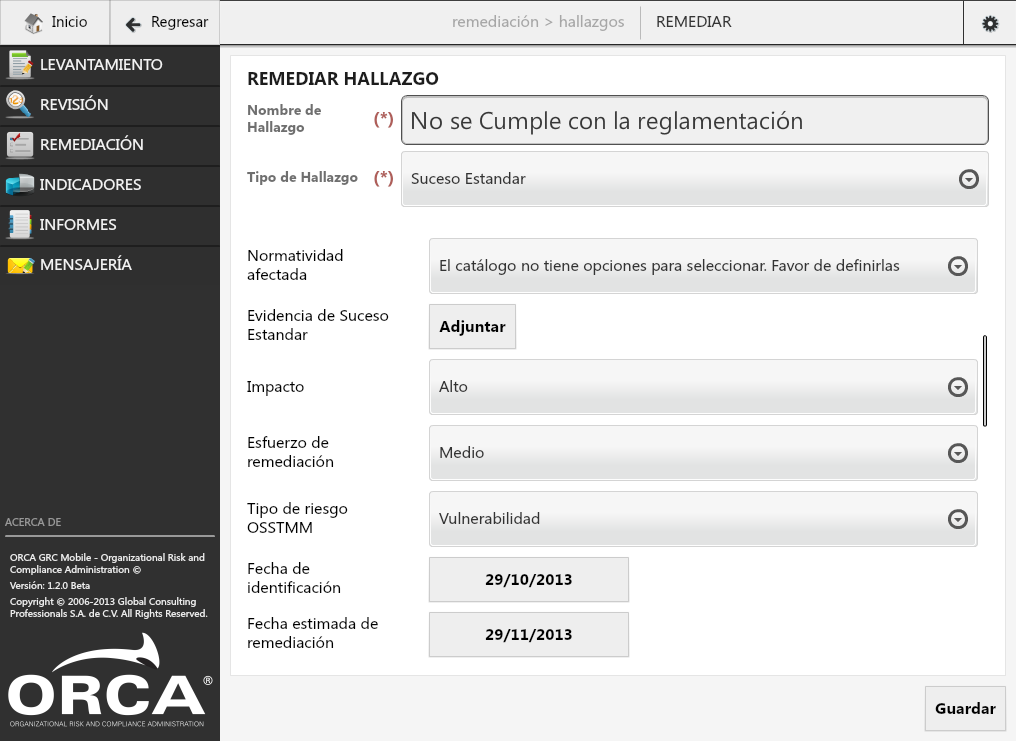 Inicio
Regresar
remediación > hallazgos
REMEDIAR
LEVANTAMIENTO
REVISIÓN
REMEDIACIÓN
INDICADORES
INFORMES
MENSAJERÍA
ACERCA DE
ORCA GRC Mobile - Organizational Risk and
Compliance Administration ©
Versión: 1.2.0 Beta
Copyright © 2006-2013 Global Consulting
Professionals S.A. de C.V. All Rights Reserved.
ORCA®
ORGANIZATIONAL RISK AND COMPLIANCE ADMINISTRATION
REMEDIAR HALLAZGO
Nombre de
Hallazgo
(*)
No se Cumple con la reglamentación
Tipo de Hallazgo
(*)
Suceso Estandar
Normatividad
afectada
El catálogo no tiene opciones para seleccionar. Favor de definirlas
Evidencia de Suceso
Estandar
Adjuntar
Impacto
Alto
Esfuerzo de
remediación
Medio
Tipo de riesgo
OSSTMM
Vulnerabilidad
Fecha de
identificación
29/10/2013
Fecha estimada de
remediación
29/11/2013
Guardar